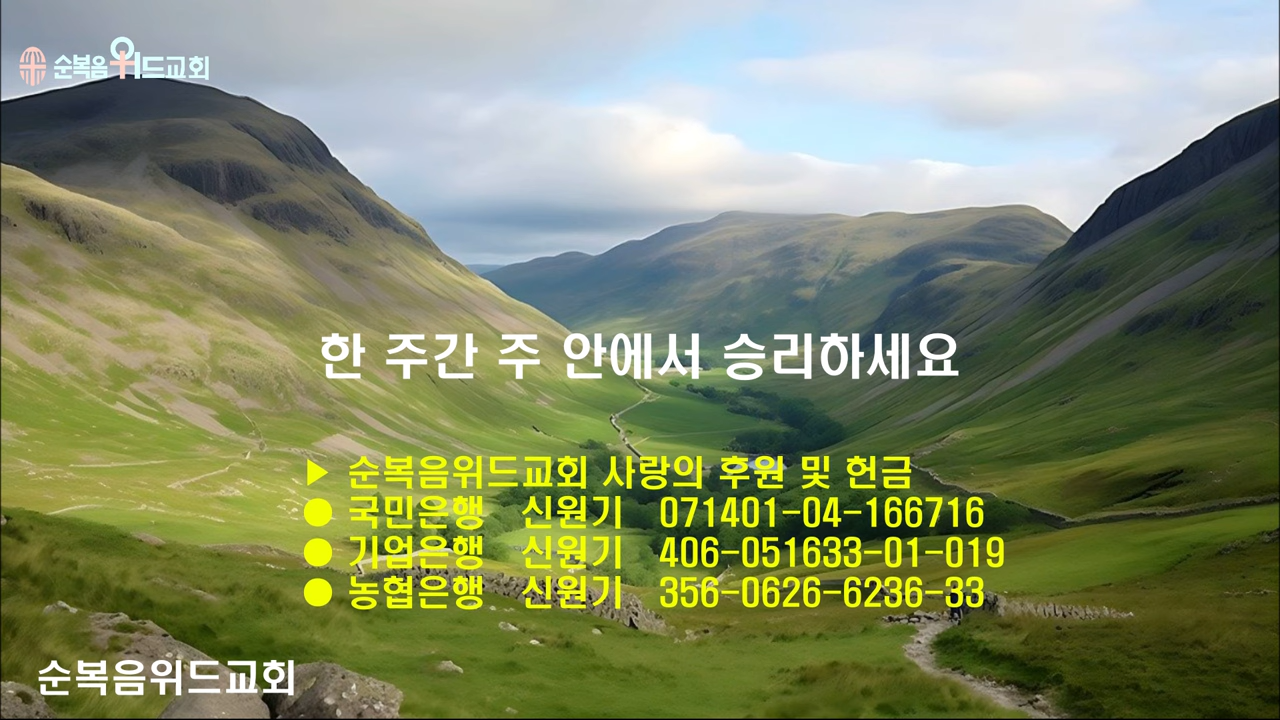 순복음위드교회
한 주간 주 안에서 승리하세요
▶ 순복음위드교회 사랑의 후원 및 헌금
● 국민은행 신원기 071401-04-166716
● 기업은행 신원기 406-051633-01-019
● 농협은행 신원기 356-0626-6236-33
순복음위드교회